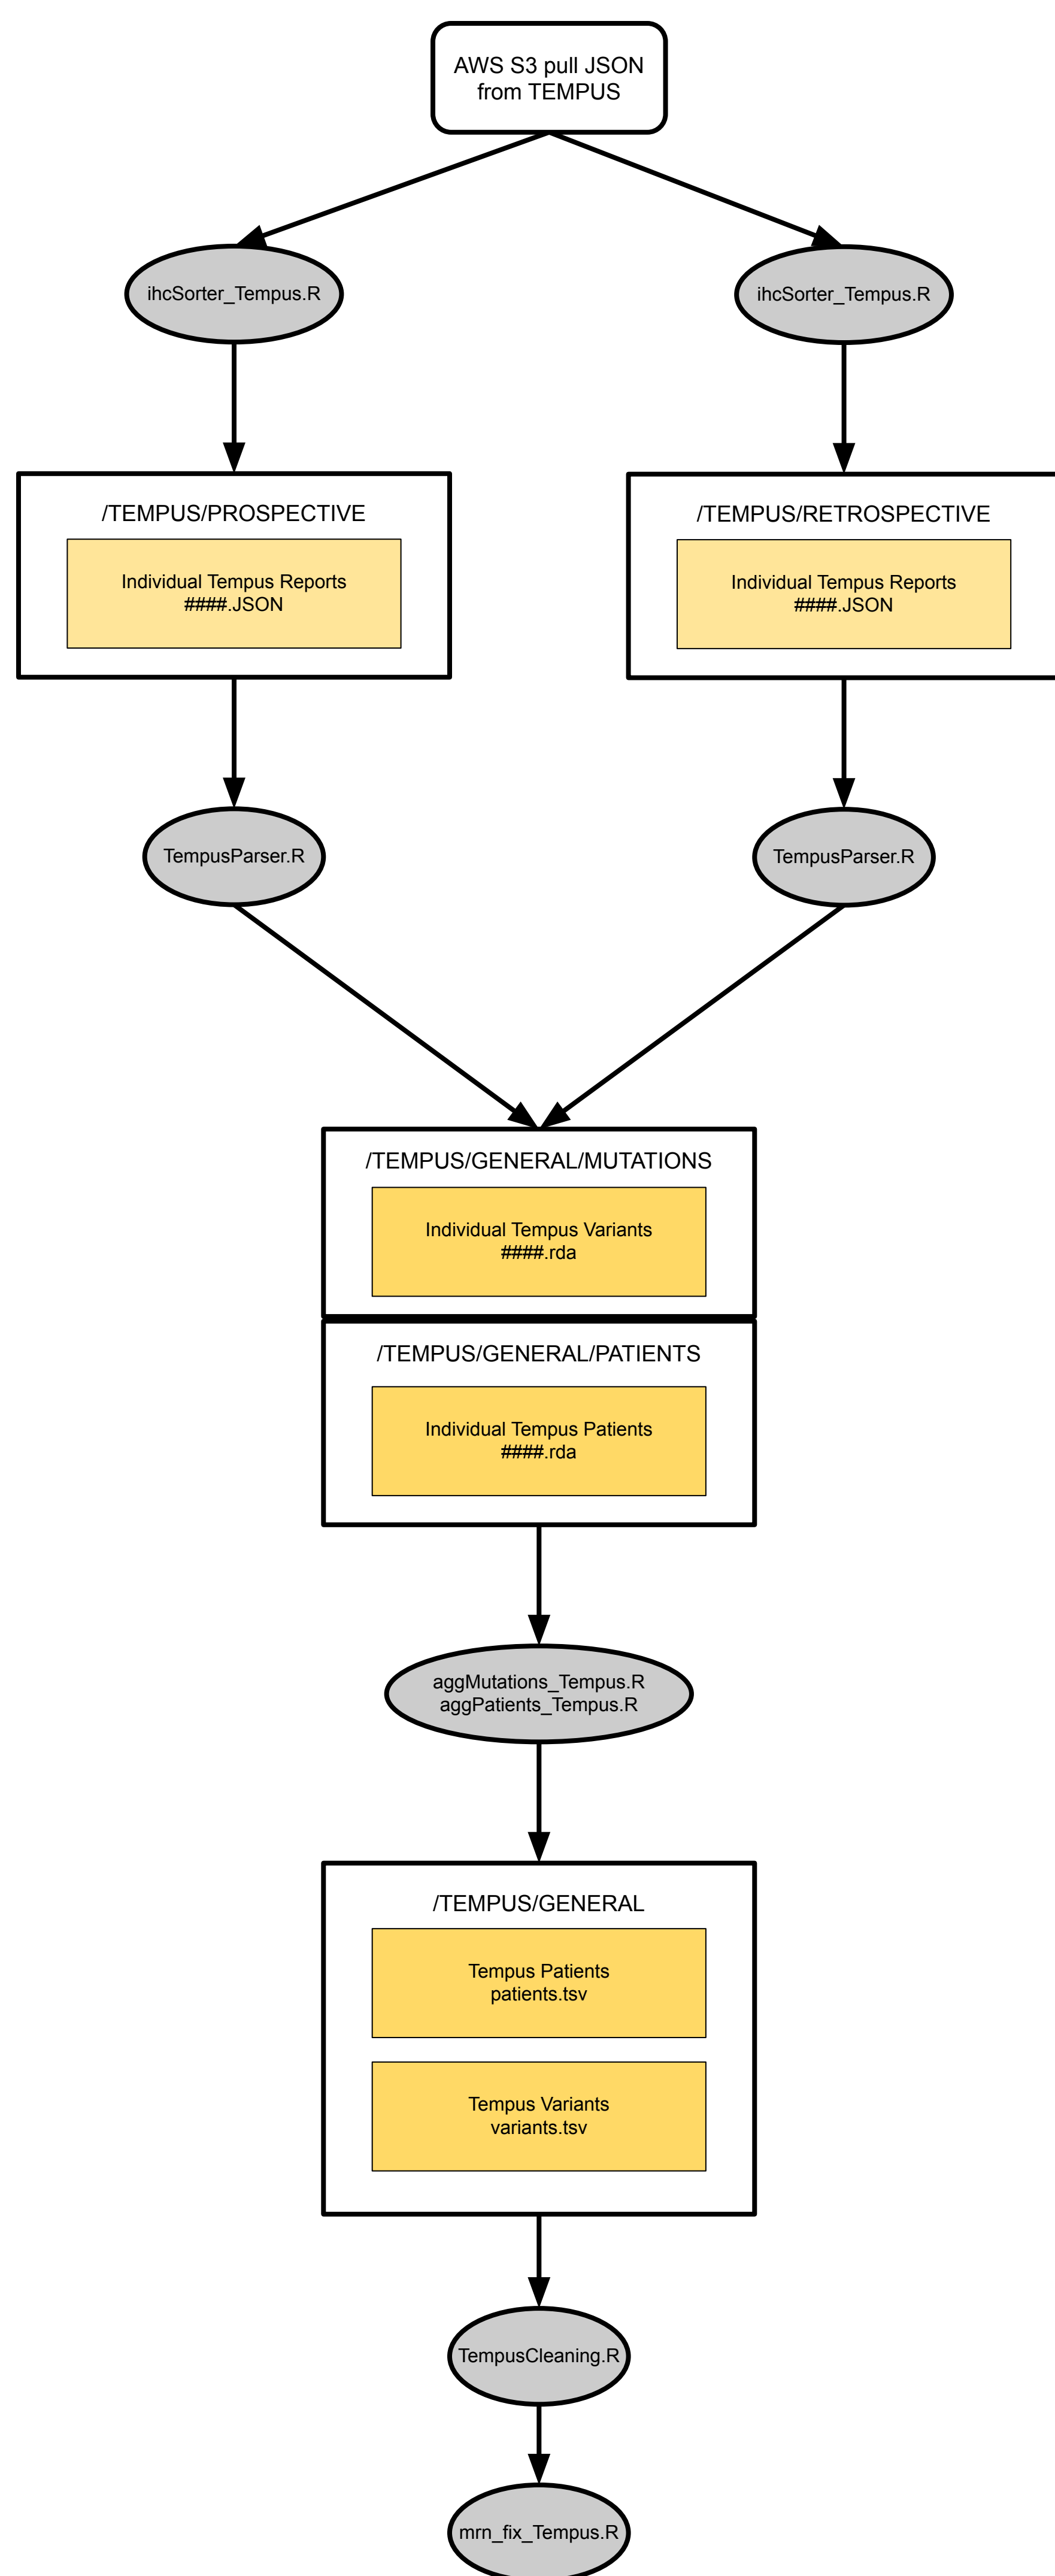 AWS S3 pull JSON
from TEMPUS
ihcSorter_Tempus.R
ihcSorter_Tempus.R
/TEMPUS/PROSPECTIVE
Individual Tempus Reports
####.JSON
/TEMPUS/RETROSPECTIVE
Individual Tempus Reports
####.JSON
TempusParser.R
TempusParser.R
/TEMPUS/GENERAL/MUTATIONS
Individual Tempus Variants
####.rda
/TEMPUS/GENERAL/PATIENTS
Individual Tempus Patients
####.rda
aggMutations_Tempus.R
aggPatients_Tempus.R
/TEMPUS/GENERAL
Tempus Patients
patients.tsv
Tempus Variants
variants.tsv
TempusCleaning.R
mrn_fix_Tempus.R